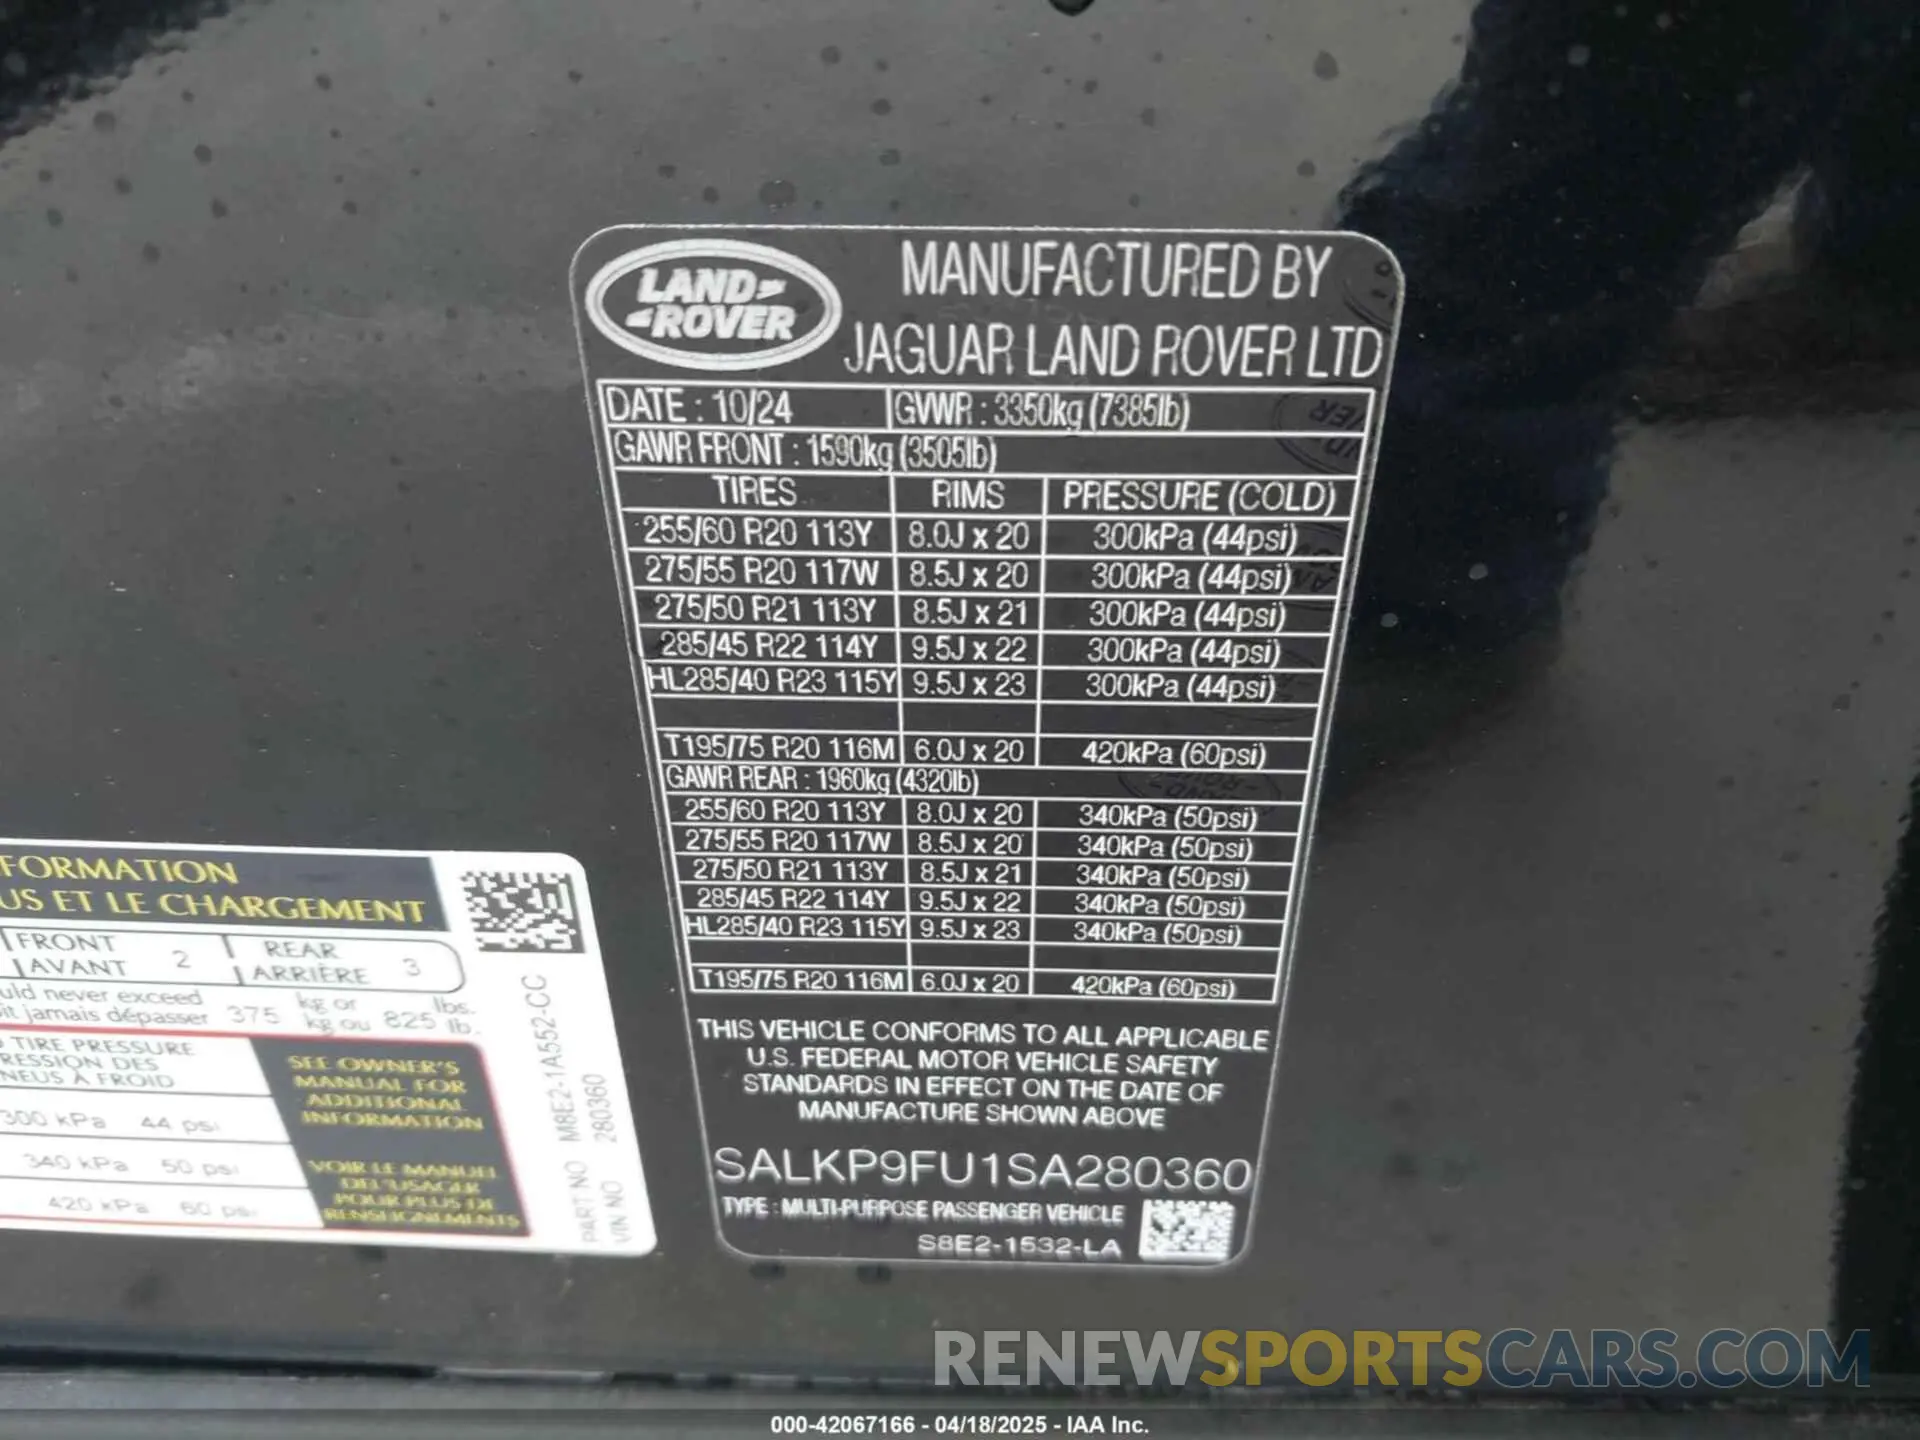 LAND ROVER
MANUFACTURED BY
JAGUAR LAND ROVER LTD
DATE : 10/24 GVWR : 3350kg (7385lb)
GAWR FRONT : 1590kg (3505lb)
TIRES RIMS PRESSURE (COLD)
255/60 R20 113Y 8.0J x 20 300kPa (44psi)
275/55 R20 117W 8.5J x 20 300kPa (44psi)
275/50 R21 113Y 8.5J x 21 300kPa (44psi)
285/45 R22 114Y 9.5J x 22 300kPa (44psi)
HL285/40 R23 115Y 9.5J x 23 300kPa (44psi)
T195/75 R20 116M 6.0J x 20 420kPa (60psi)
GAWR REAR : 1960kg (4320lb)
255/60 R20 113Y 8.0J x 20 340kPa (50psi)
275/55 R20 117W 8.5J x 20 340kPa (50psi)
275/50 R21 113Y 8.5J x 21 340kPa (50psi)
285/45 R22 114Y 9.5J x 22 340kPa (50psi)
HL285/40 R23 115Y 9.5J x 23 340kPa (50psi)
T195/75 R20 116M 6.0J x 20 420kPa (60psi)
THIS VEHICLE CONFORMS TO ALL APPLICABLE
U.S. FEDERAL MOTOR VEHICLE SAFETY
STANDARDS IN EFFECT ON THE DATE OF
MANUFACTURE SHOWN ABOVE
SALKP9FU1SA280360
TYPE : MULTI-PURPOSE PASSENGER VEHICLE
S8E2-1532-LA
FORMATION
US ET LE CHARGEMENT
FRONT 2 REAR 3
AVANT ARRIÈRE
uld never exceed 375 kg or 825 lbs.
it jamais dépasser kg ou lb.
TIRE PRESSURE
RESSION DES
NEUS À FROID
300 kPa 44 psi
340 kPa 50 psi
420 kPa 60 psi
SEE OWNER'S
MANUAL FOR
ADDITIONAL
INFORMATION
VOIR LE MANUEL
DE L'USAGER
POUR PLUS DE
RENSEIGNEMENTS
PART NO M8E2-1A552-CC
VIN NO 280360
RENEWSPORTSCARS.COM
000-42067166 - 04/18/2025 - IAA Inc.